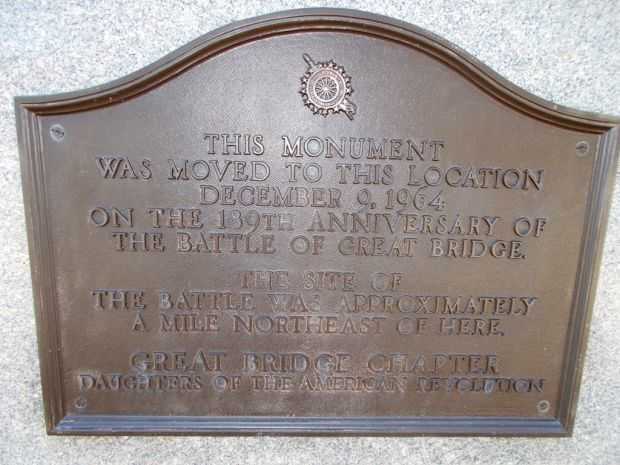 THIS MONUMENT
WAS MOVED TO THIS LOCATION
DECEMBER 9, 1964
ON THE 189TH ANNIVERSARY OF
THE BATTLE OF GREAT BRIDGE.
THE SITE OF
THE BATTLE WAS APPROXIMATELY
A MILE NORTHEAST OF HERE.
GREAT BRIDGE CHAPTER
DAUGHTERS OF THE AMERICAN REVOLUTION